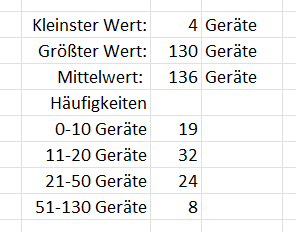 Kleinster Wert: 4 Geräte
Größter Wert: 130 Geräte
Mittelwert: 136 Geräte
Häufigkeiten
0-10 Geräte 19
11-20 Geräte 32
21-50 Geräte 24
51-130 Geräte 8